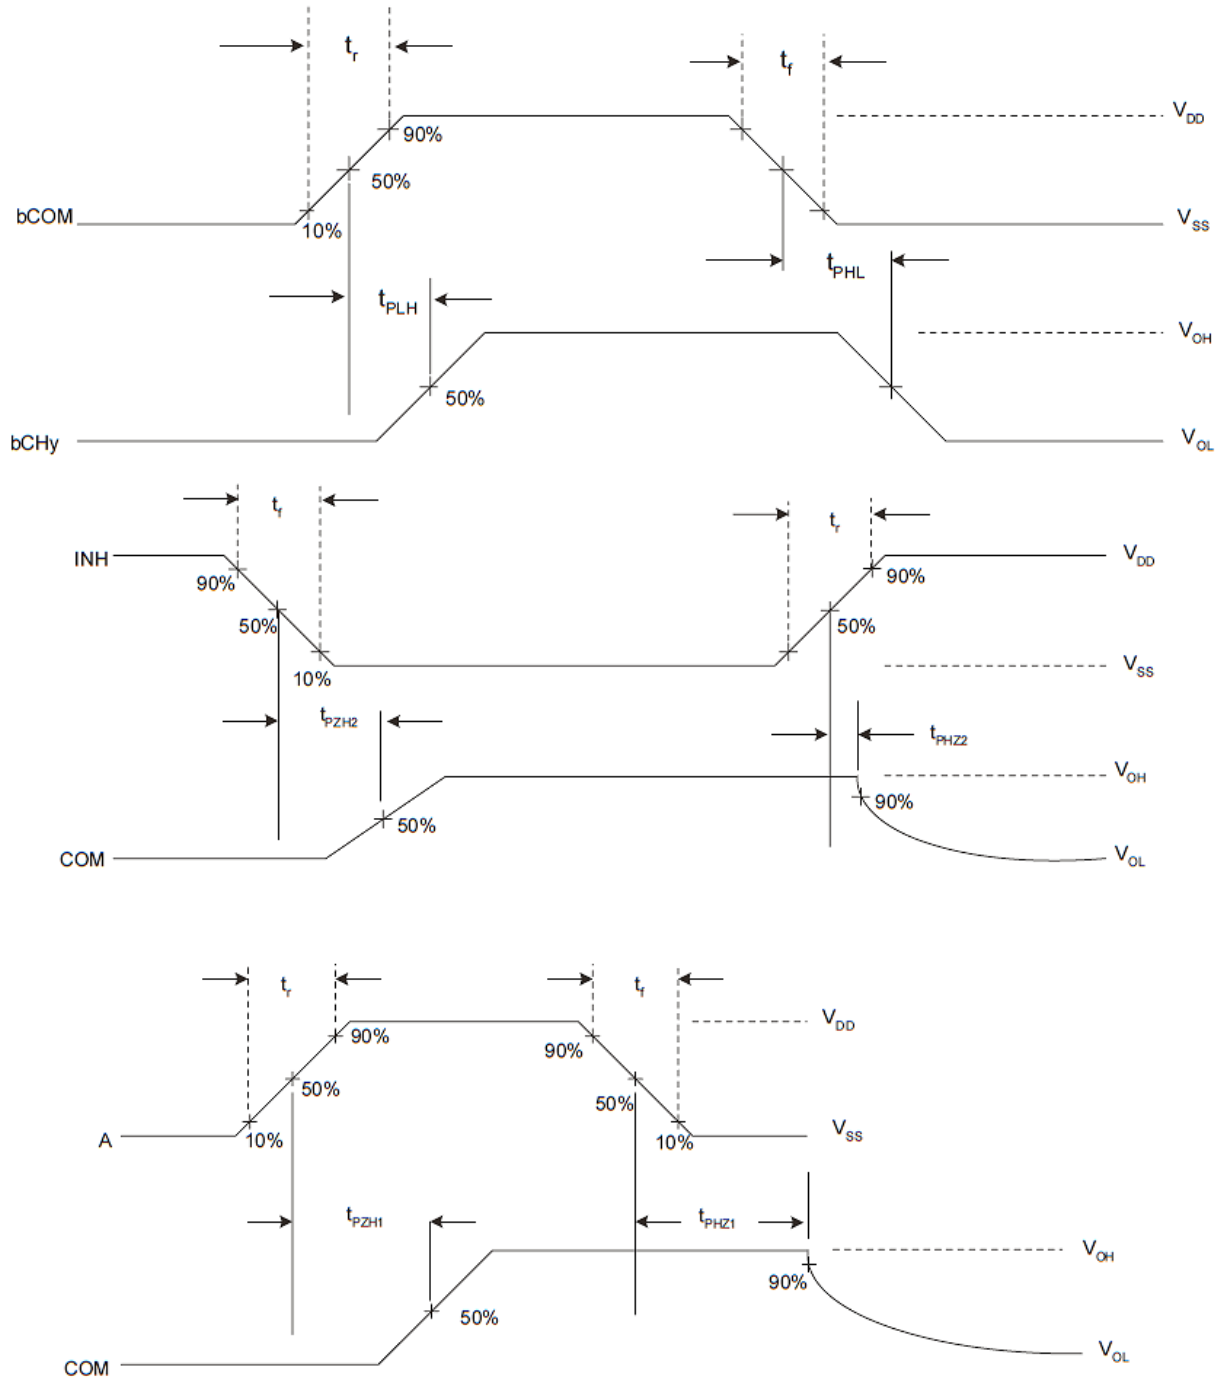 tr
tf
90%
VDD
50%
bCOM
10%
VSS
tPHL
tPLH
VOH
50%
bCHy
VOL
tf
tr
INH
VDD
90%
90%
50%
50%
10%
VSS
tPZH2
tPHZ2
VOH
90%
50%
COM
VOL
tr
tf
VDD
90%
90%
50%
50%
A
10%
10%
VSS
tPZH1
tPHZ1
VOH
90%
50%
COM
VOL